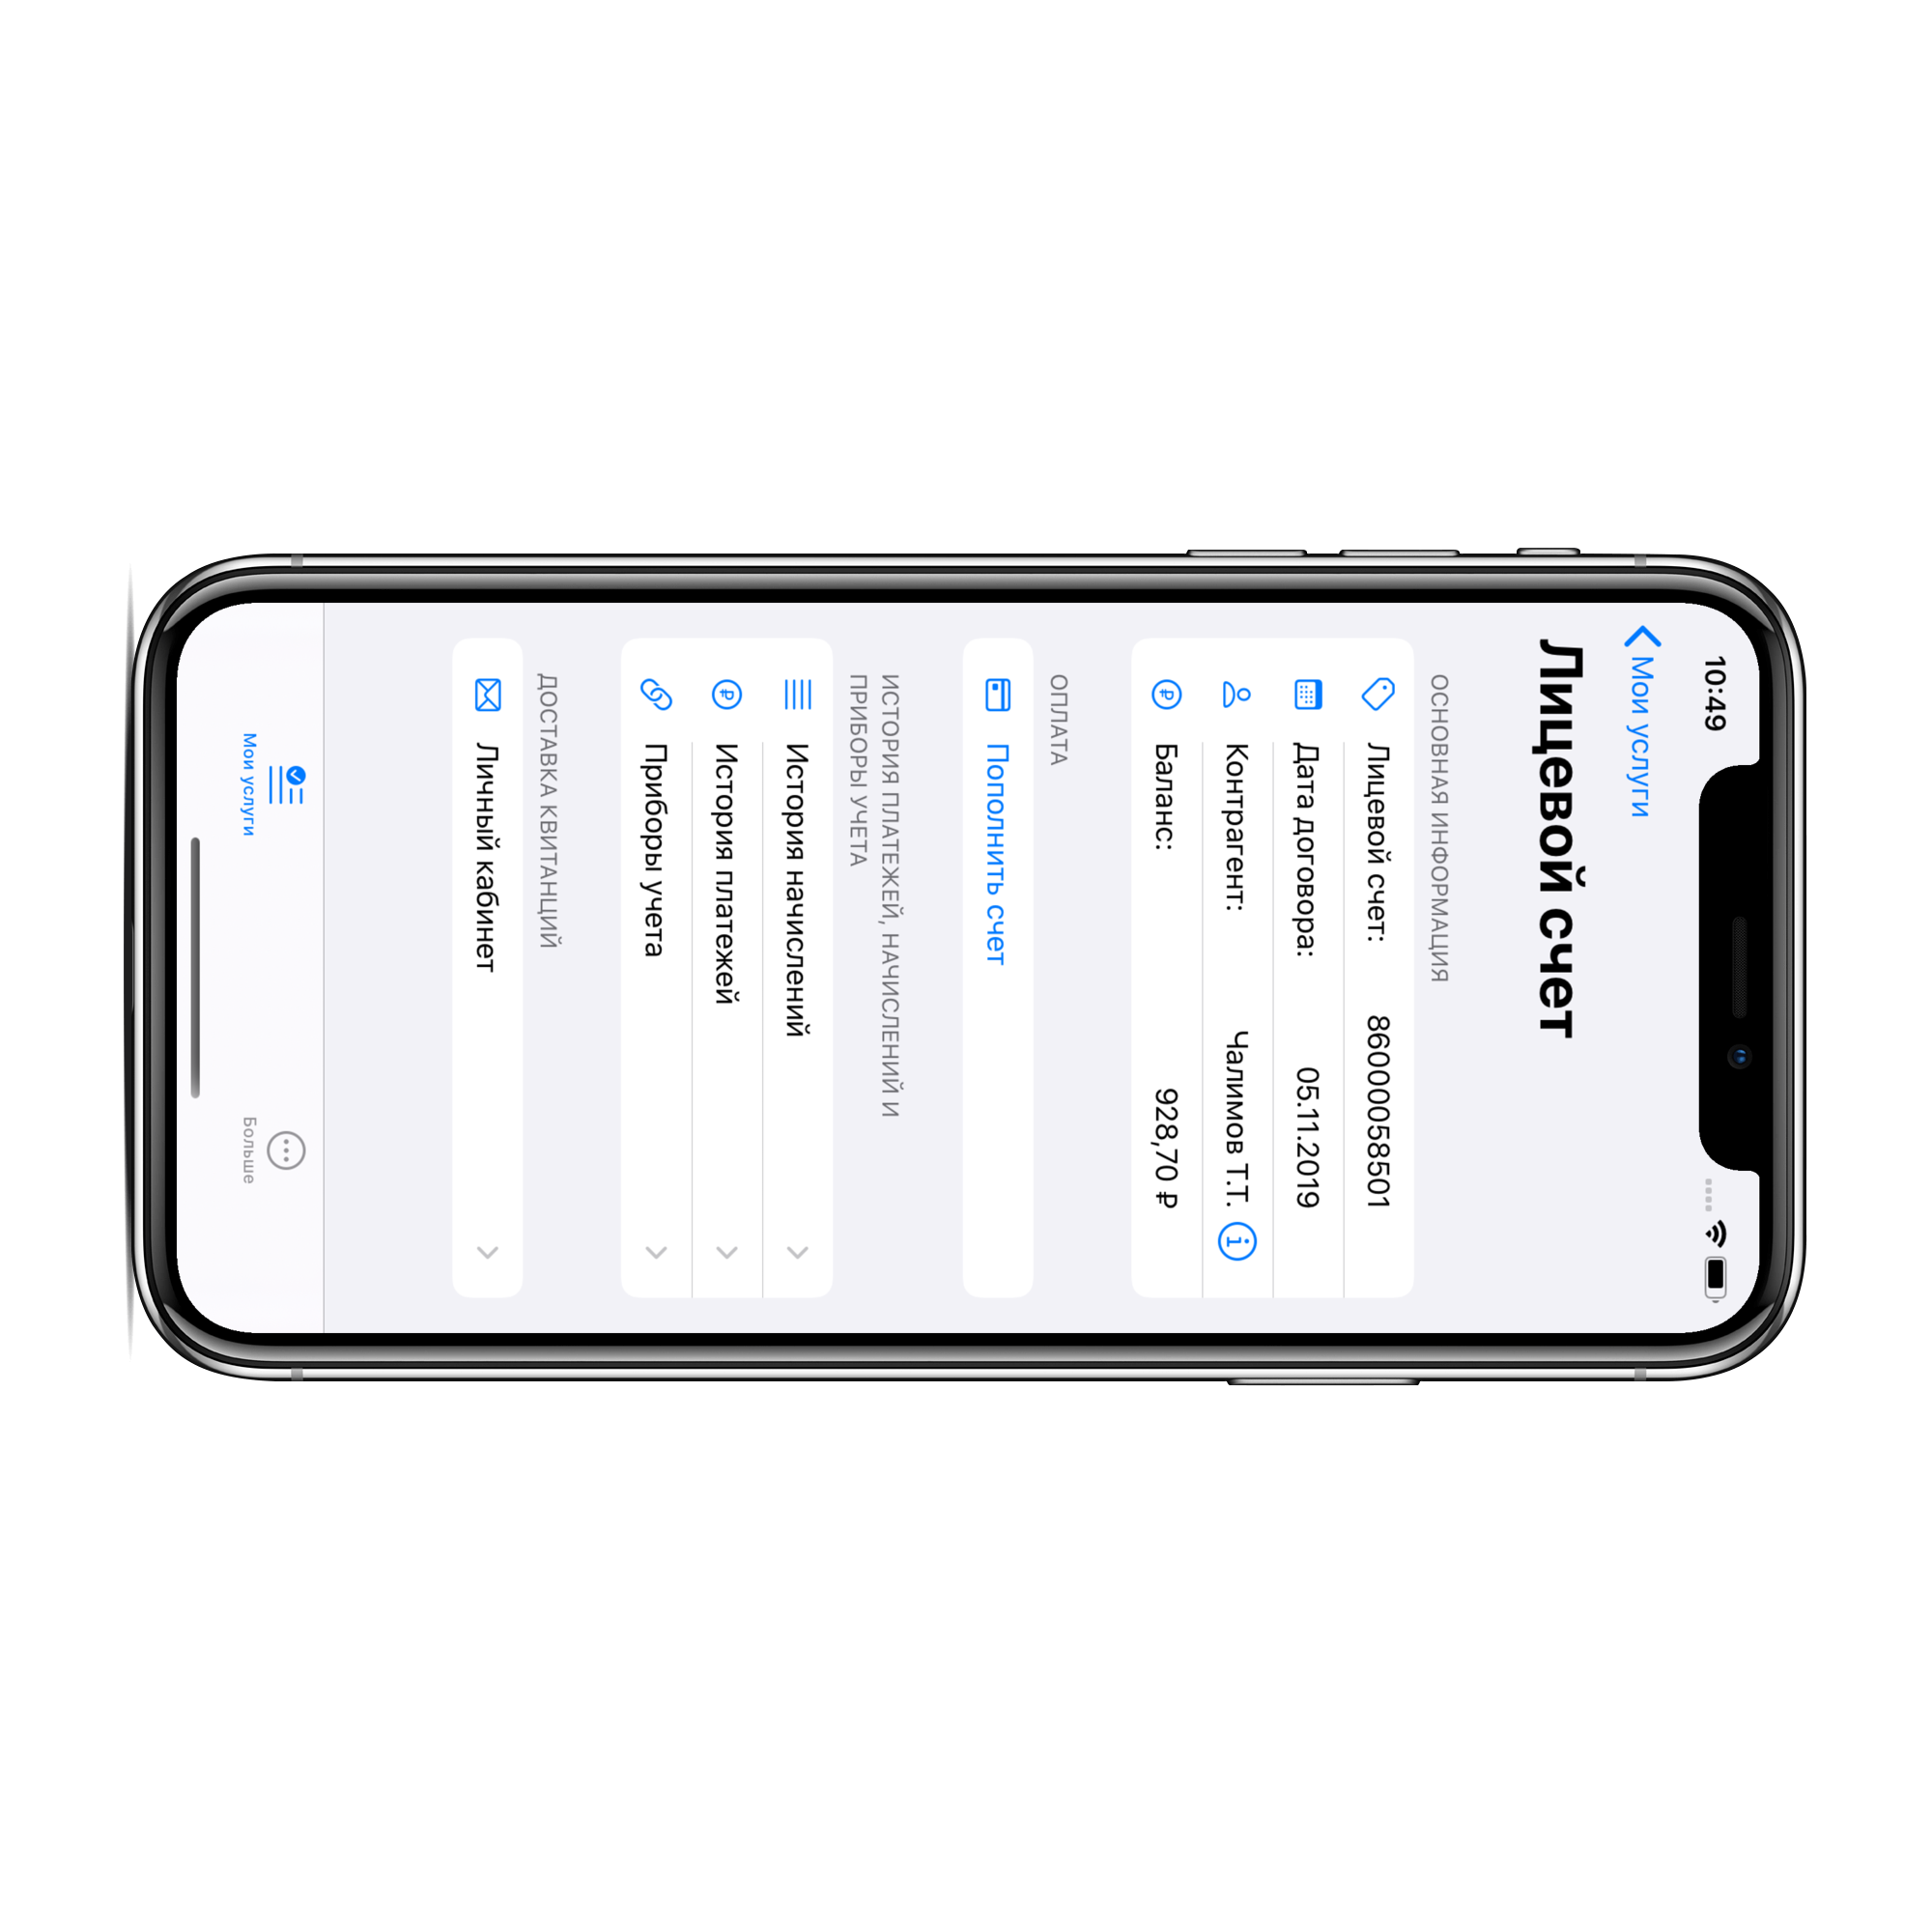 10:49
Мои услуги
Лицевой счет
ОСНОВНАЯ ИНФОРМАЦИЯ
Лицевой счет: 860000058501
Дата договора: 05.11.2019
Контрагент: Чалимов Т.Т.
Баланс: 928,70 ₽
ОПЛАТА
Пополнить счет
ИСТОРИЯ ПЛАТЕЖЕЙ, НАЧИСЛЕНИЙ И
ПРИБОРЫ УЧЕТА
История начислений
История платежей
Приборы учета
ДОСТАВКА КВИТАНЦИЙ
Личный кабинет
Мои услуги
Больше